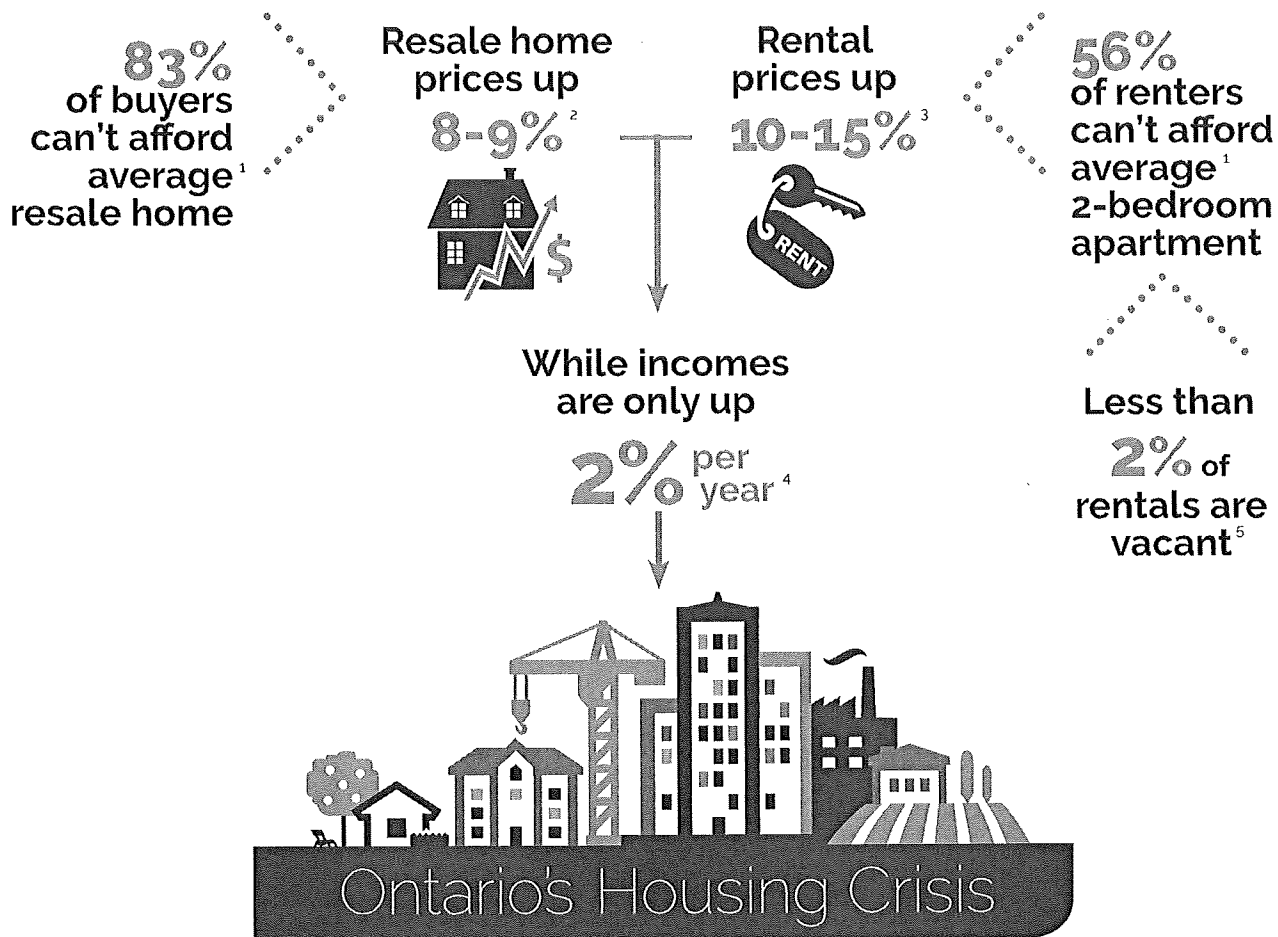 83%
of buyers
can't afford
average¹
resale home
Resale home
prices up
8-9%²
Rental
prices up
10-15%³
RENT
56%
of renters
can't afford
average¹
2-bedroom
apartment
$
While incomes
are only up
2% per
year⁴
Less than
2% of
rentals are
vacant⁵
Ontario's Housing Crisis